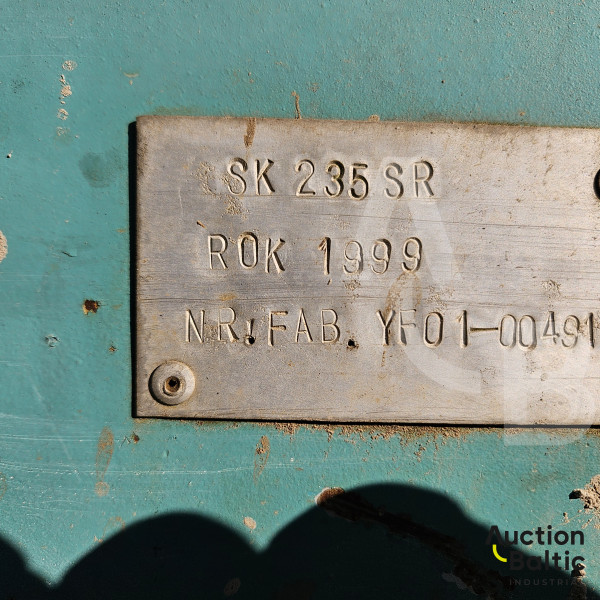 SK 235 SR
ROK 1999
NR. FAB. YF01-00491
Auction
Baltic
INDUSTRIAL